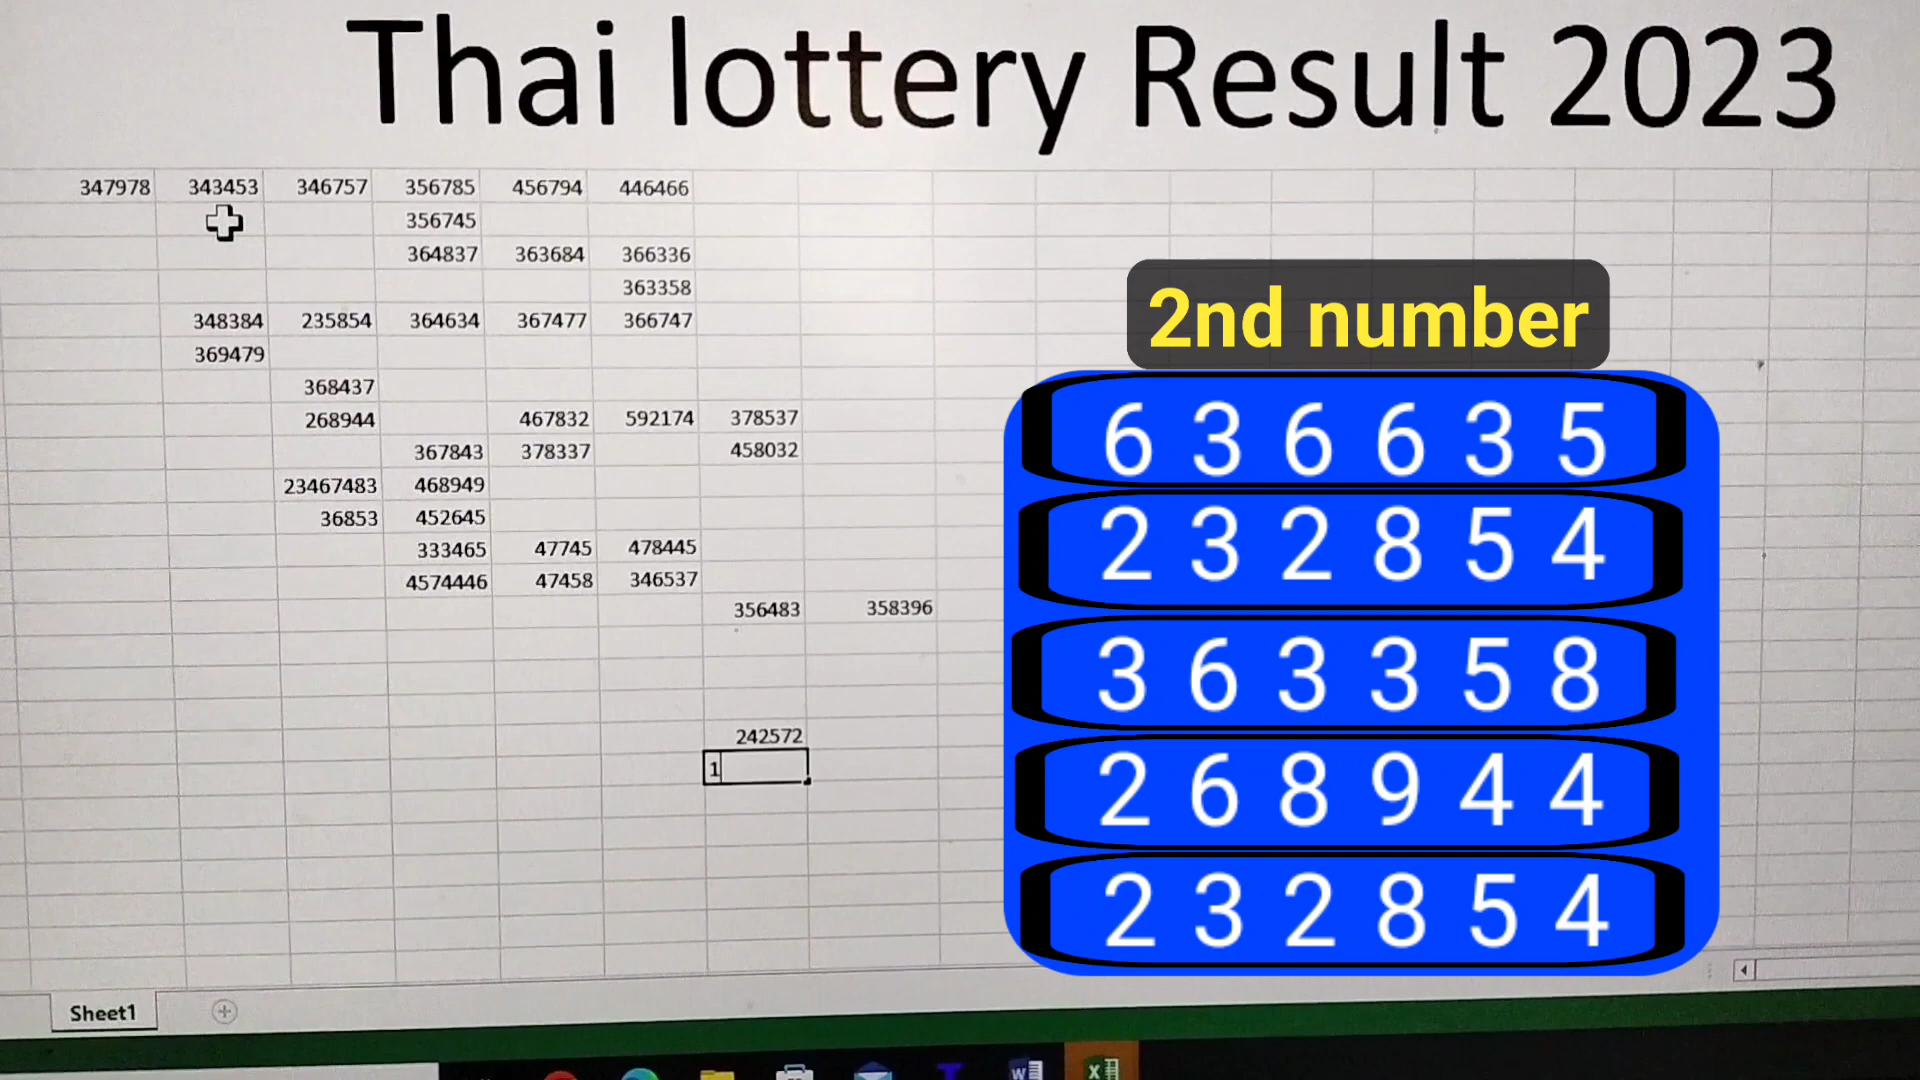 Thai lottery Result 2023
347978 343453 346757 356785 456794 446466
356745
364837 363684 366336
363358
348384 235854 364634 367477 366747
369479
368437
268944 467832 592174 378537
367843 378337 458032
23467483 468949
36853 452645
333465 47745 478445
4574446 47458 346537
356483 358396
242572
1
2nd number
6 3 6 6 3 5
2 3 2 8 5 4
3 6 3 3 5 8
2 6 8 9 4 4
2 3 2 8 5 4
Sheet1